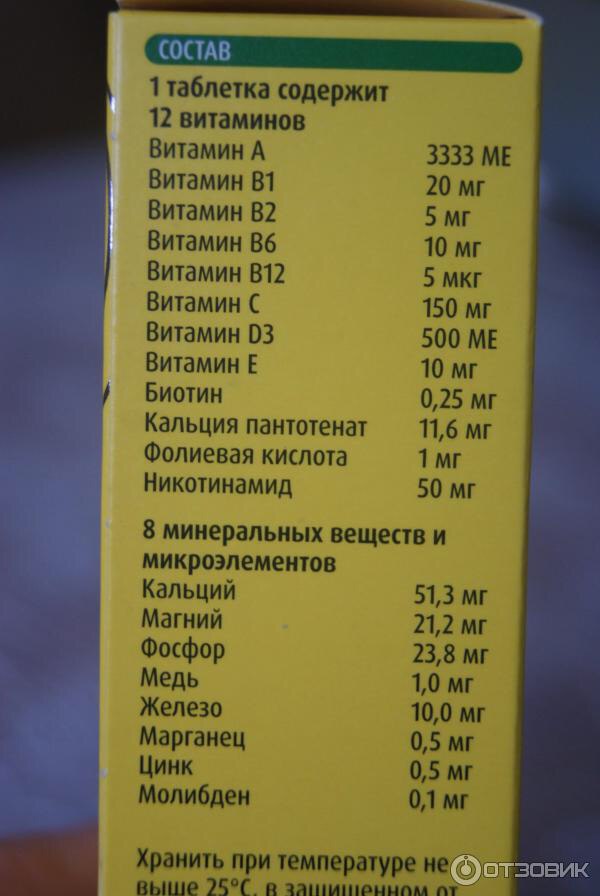 СОСТАВ
1 таблетка содержит
12 витаминов
Витамин А 3333 МЕ
Витамин В1 20 мг
Витамин В2 5 мг
Витамин В6 10 мг
Витамин В12 5 мкг
Витамин С 150 мг
Витамин D3 500 МЕ
Витамин Е 10 мг
Биотин 0,25 мг
Кальция пантотенат 11,6 мг
Фолиевая кислота 1 мг
Никотинамид 50 мг
8 минеральных веществ и
микроэлементов
Кальций 51,3 мг
Магний 21,2 мг
Фосфор 23,8 мг
Медь 1,0 мг
Железо 10,0 мг
Марганец 0,5 мг
Цинк 0,5 мг
Молибден 0,1 мг
Хранить при температуре не
выше 25°С, в защищенном от
ОТЗОВИК